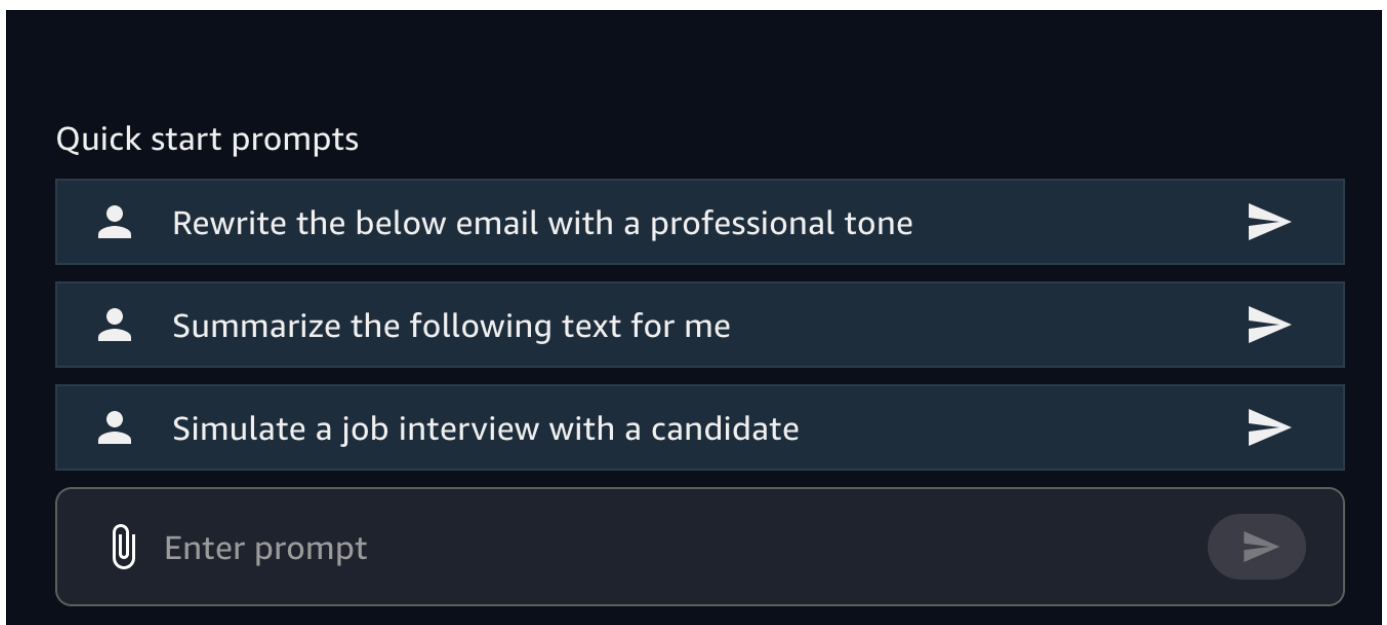 Quick start prompts
Rewrite the below email with a professional tone
Summarize the following text for me
Simulate a job interview with a candidate
Enter prompt